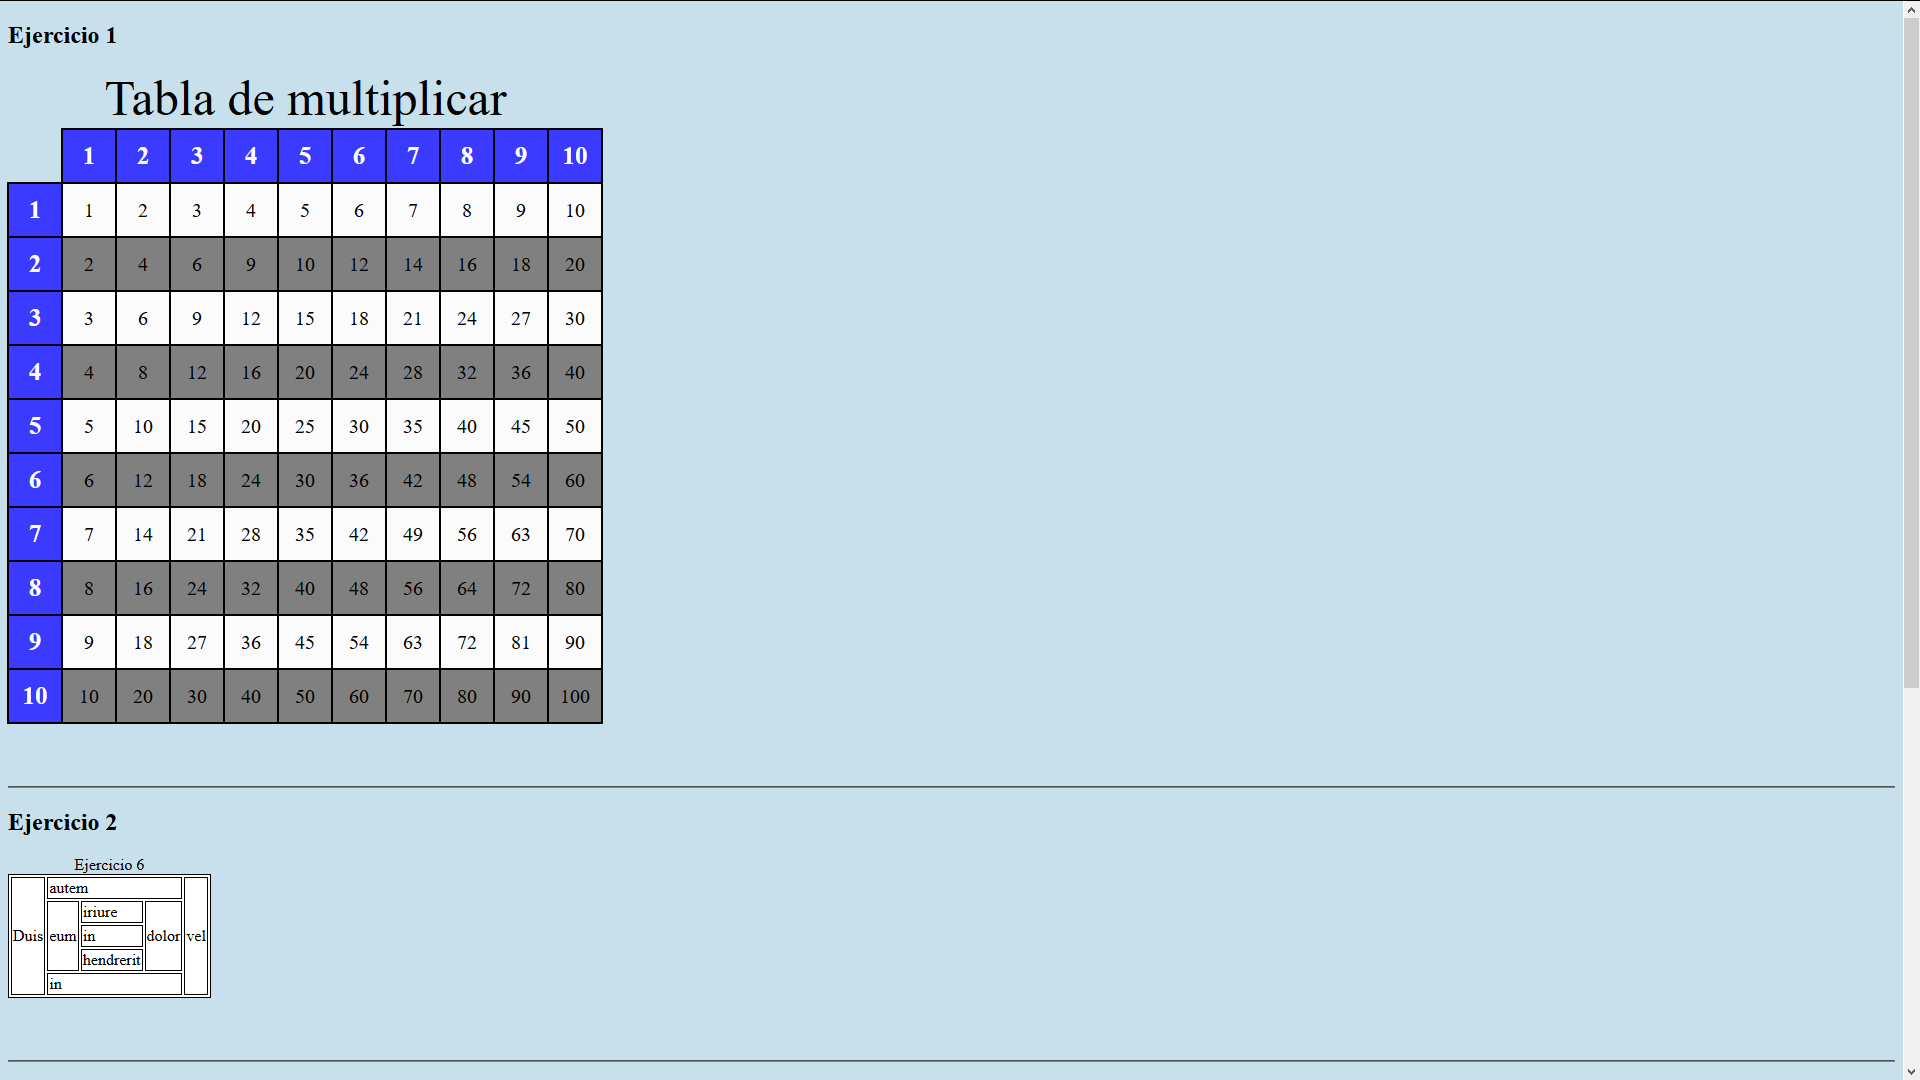 Ejercicio 1
Tabla de multiplicar
1 2 3 4 5 6 7 8 9 10
1 1 2 3 4 5 6 7 8 9 10
2 2 4 6 9 10 12 14 16 18 20
3 3 6 9 12 15 18 21 24 27 30
4 4 8 12 16 20 24 28 32 36 40
5 5 10 15 20 25 30 35 40 45 50
6 6 12 18 24 30 36 42 48 54 60
7 7 14 21 28 35 42 49 56 63 70
8 8 16 24 32 40 48 56 64 72 80
9 9 18 27 36 45 54 63 72 81 90
10 10 20 30 40 50 60 70 80 90 100
Ejercicio 2
Ejercicio 6
autem
iriure
Duis eum in dolor vel
hendrerit
in